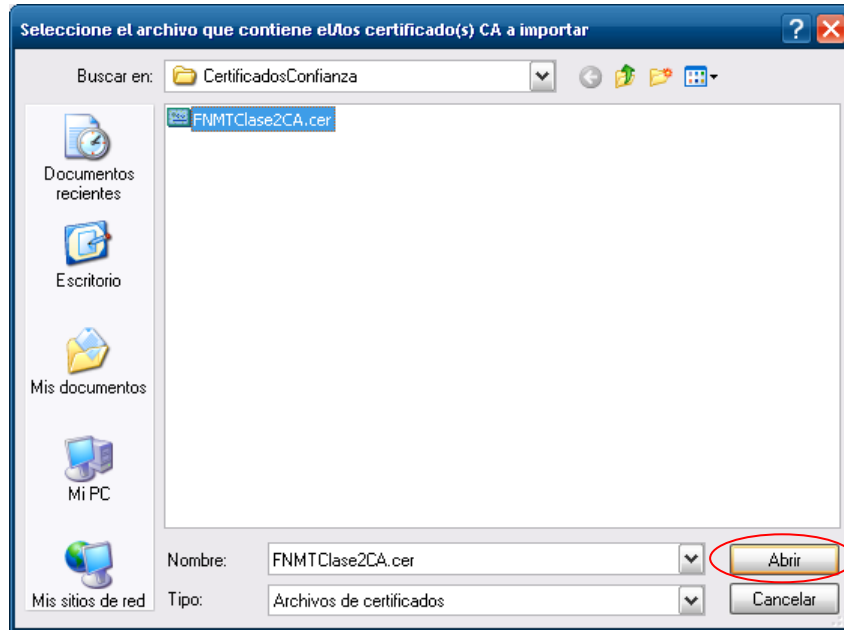 Seleccione el archivo que contiene el/los certificado(s) CA a importar
Buscar en: CertificadosConfianza
FNMTClase2CA.cer
Documentos
recientes
Escritorio
Mis documentos
Mi PC
Mis sitios de red
Nombre: FNMTClase2CA.cer Abrir
Tipo: Archivos de certificados Cancelar